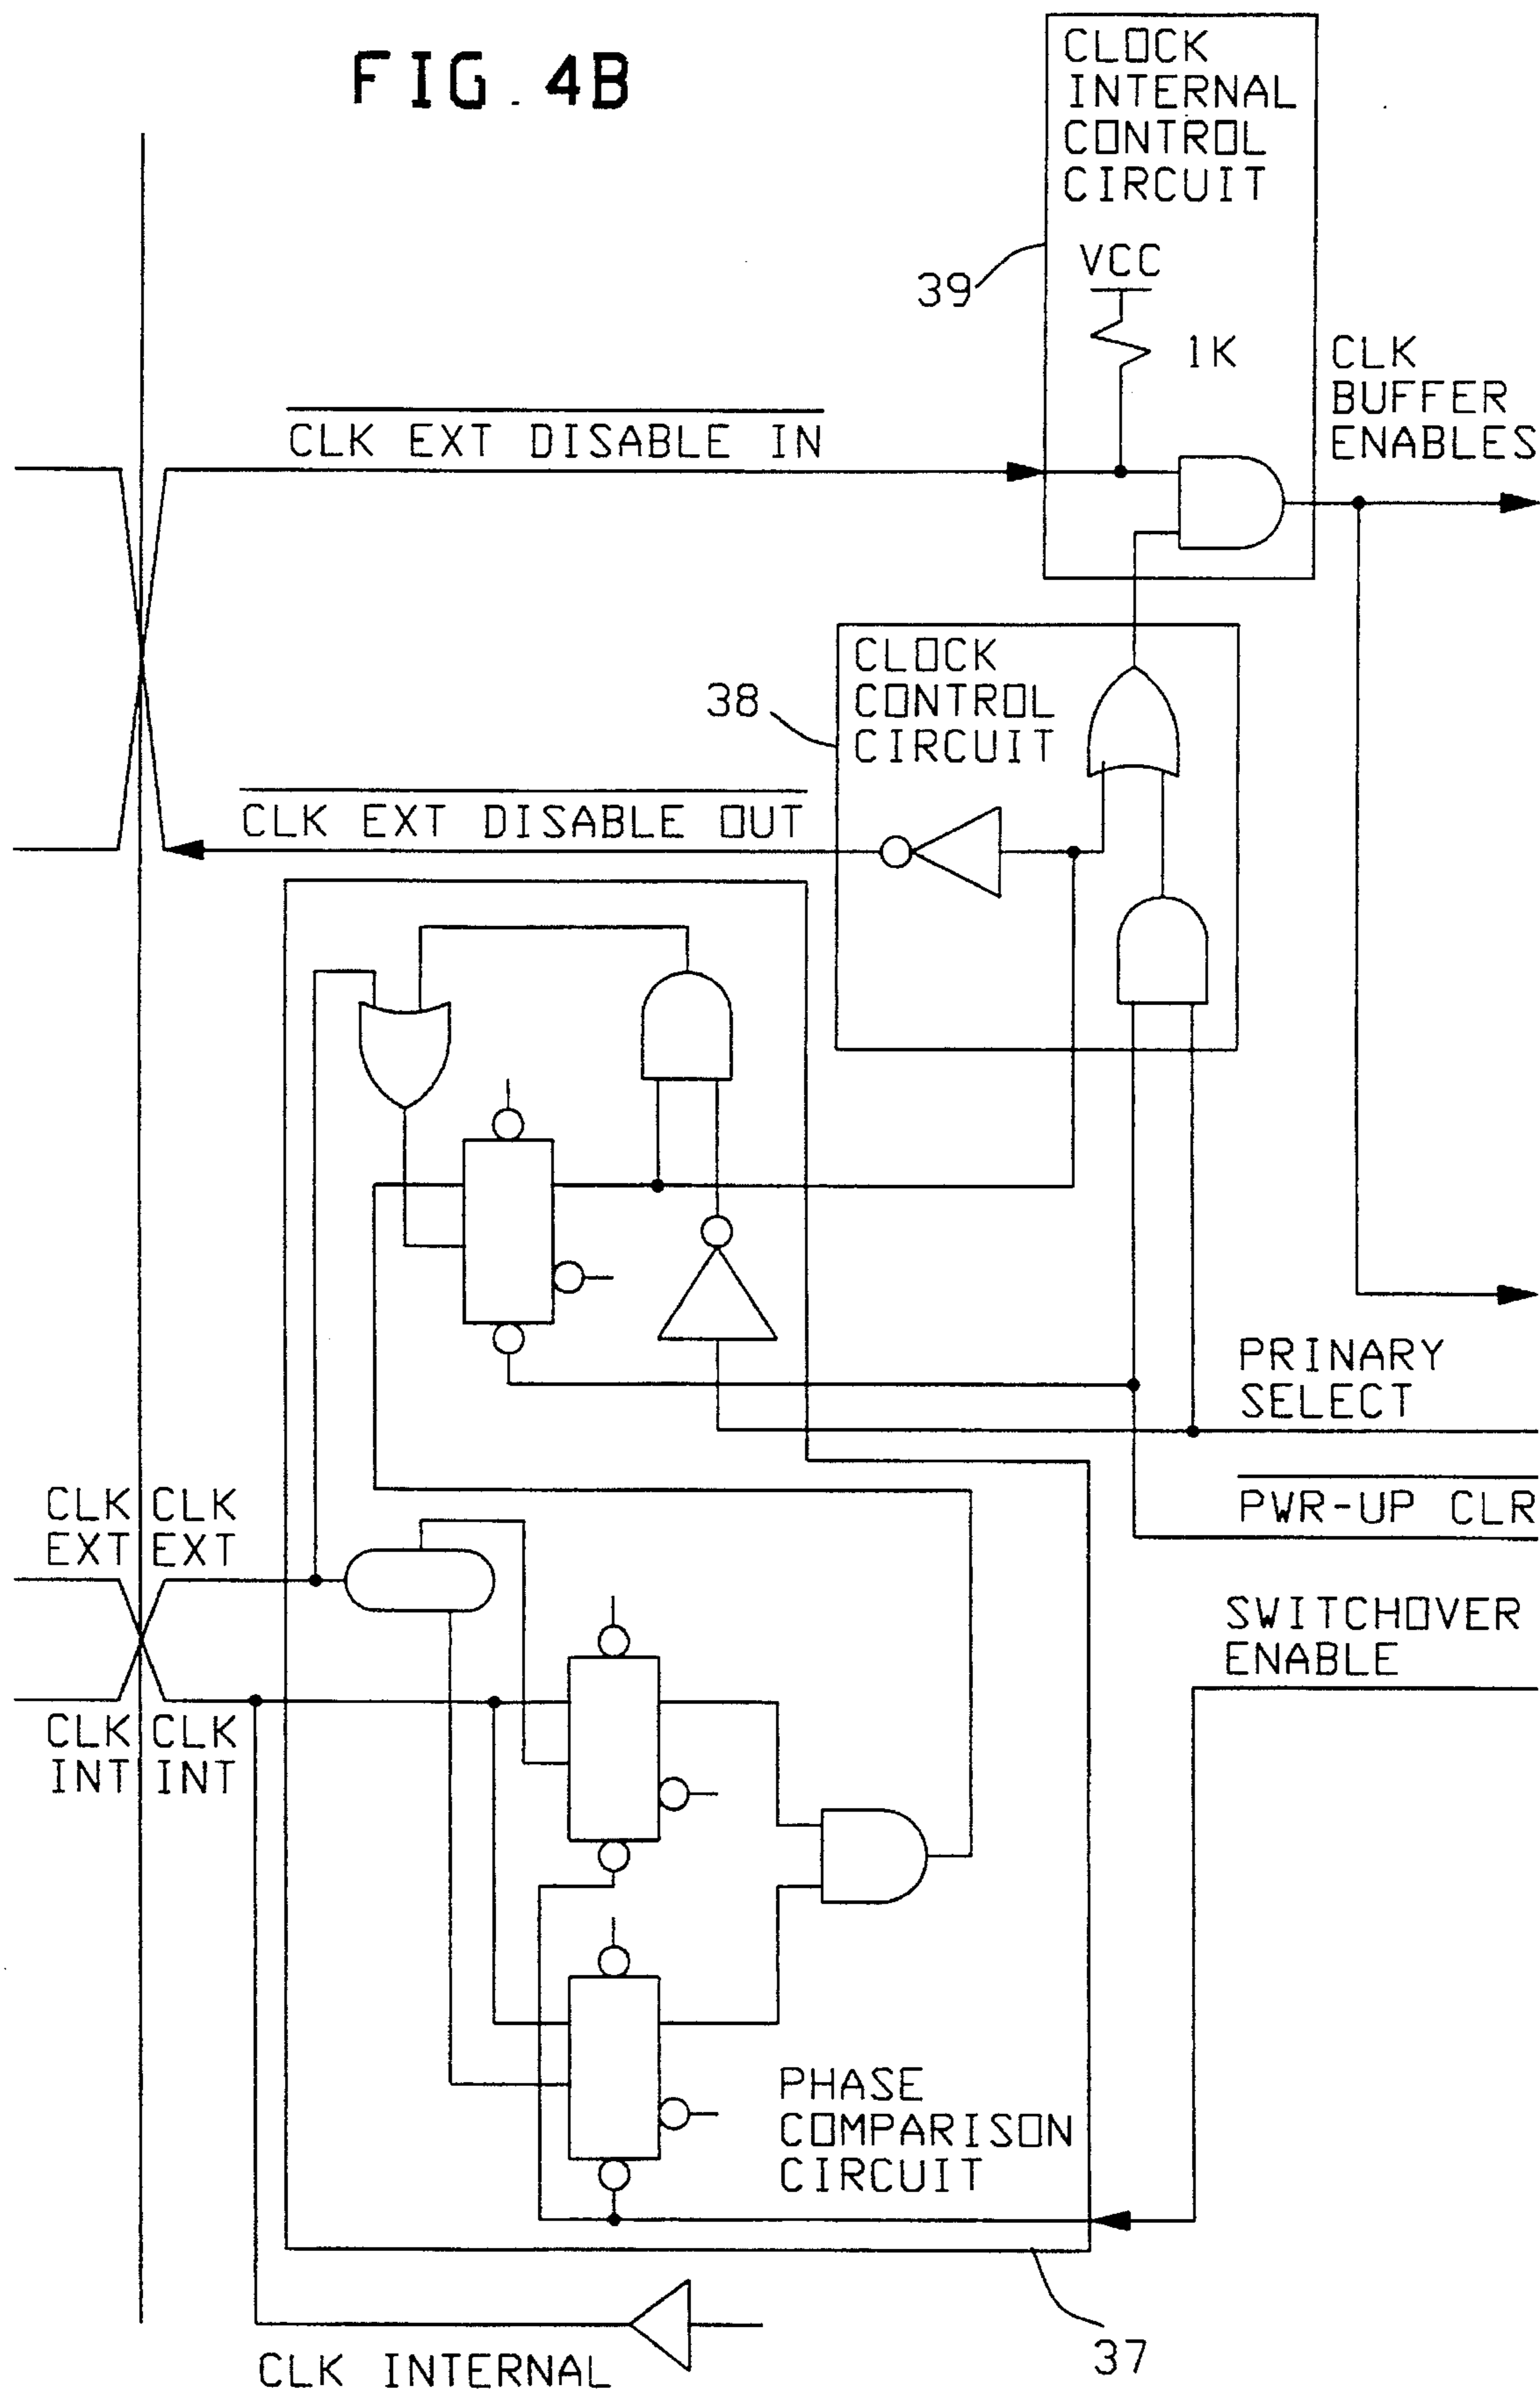 FIG. 4B
CLOCK
INTERNAL
CONTROL
CIRCUIT
VCC
39
1K
CLK
BUFFER
ENABLES
CLK EXT DISABLE IN
CLOCK
CONTROL
CIRCUIT
38
CLK EXT DISABLE OUT
PRINARY
SELECT
PWR-UP CLR
CLK CLK
EXT EXT
SWITCHOVER
ENABLE
CLK CLK
INT INT
PHASE
COMPARISON
CIRCUIT
37
CLK INTERNAL